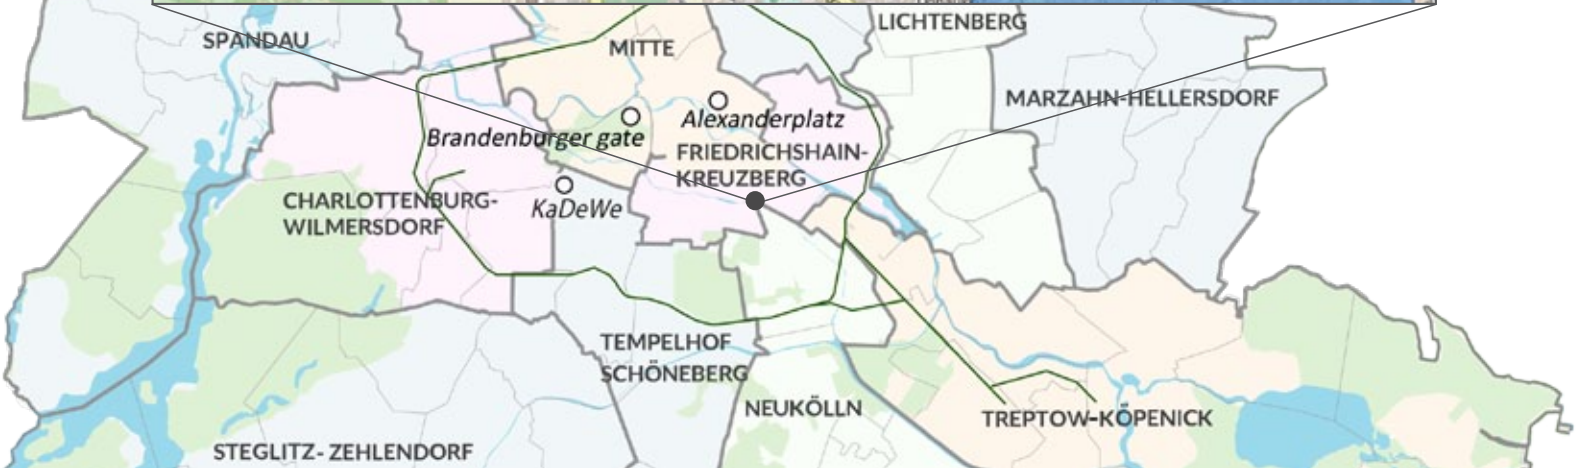 LICHTENBERG
SPANDAU
MITTE
MARZAHN-HELLERSDORF
Alexanderplatz
Brandenburger gate
FRIEDRICHSHAIN-
KREUZBERG
CHARLOTTENBURG-
WILMERSDORF
KaDeWe
TEMPELHOF
SCHÖNEBERG
NEUKÖLLN
TREPTOW-KÖPENICK
STEGLITZ- ZEHLENDORF